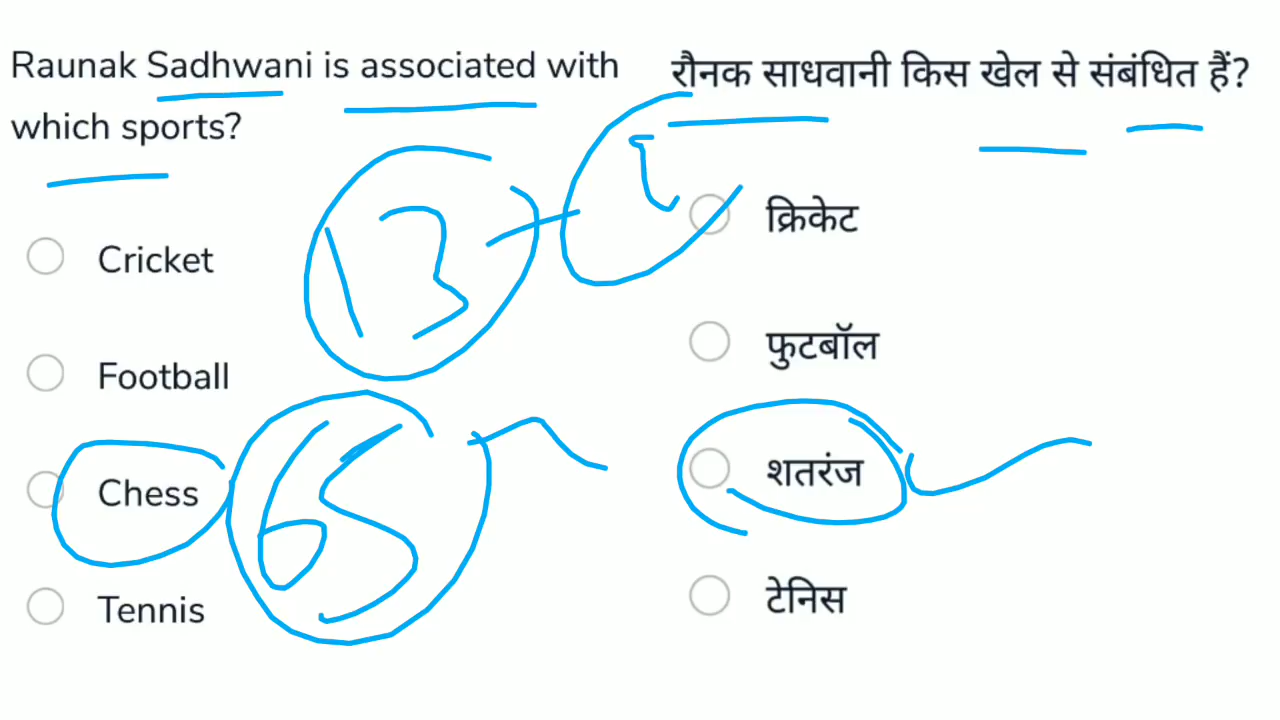 Raunak Sadhwani is associated with
which sports?
Cricket
Football
Chess
Tennis
रौनक साधवानी किस खेल से संबंधित हैं?
क्रिकेट
फुटबॉल
शतरंज
टेनिस
13
65